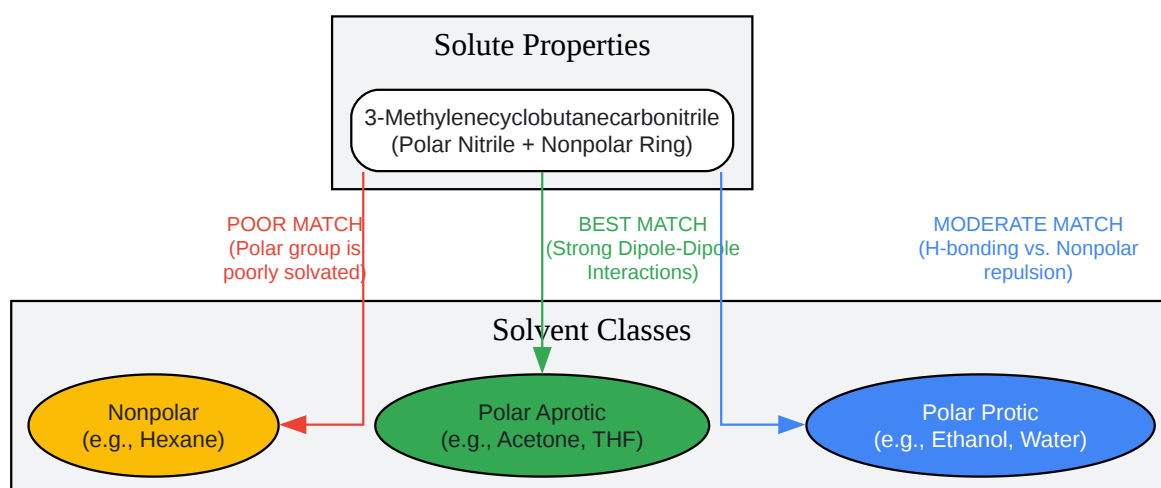 Solute Properties
3-Methylenecyclobutanecarbonitrile
(Polar Nitrile + Nonpolar Ring)
POOR MATCH
(Polar group is
poorly solvated)
BEST MATCH
(Strong Dipole-Dipole
Interactions)
MODERATE MATCH
(H-bonding vs. Nonpolar
repulsion)
Solvent Classes
Nonpolar
(e.g., Hexane)
Polar Aprotic
(e.g., Acetone, THF)
Polar Protic
(e.g., Ethanol, Water)